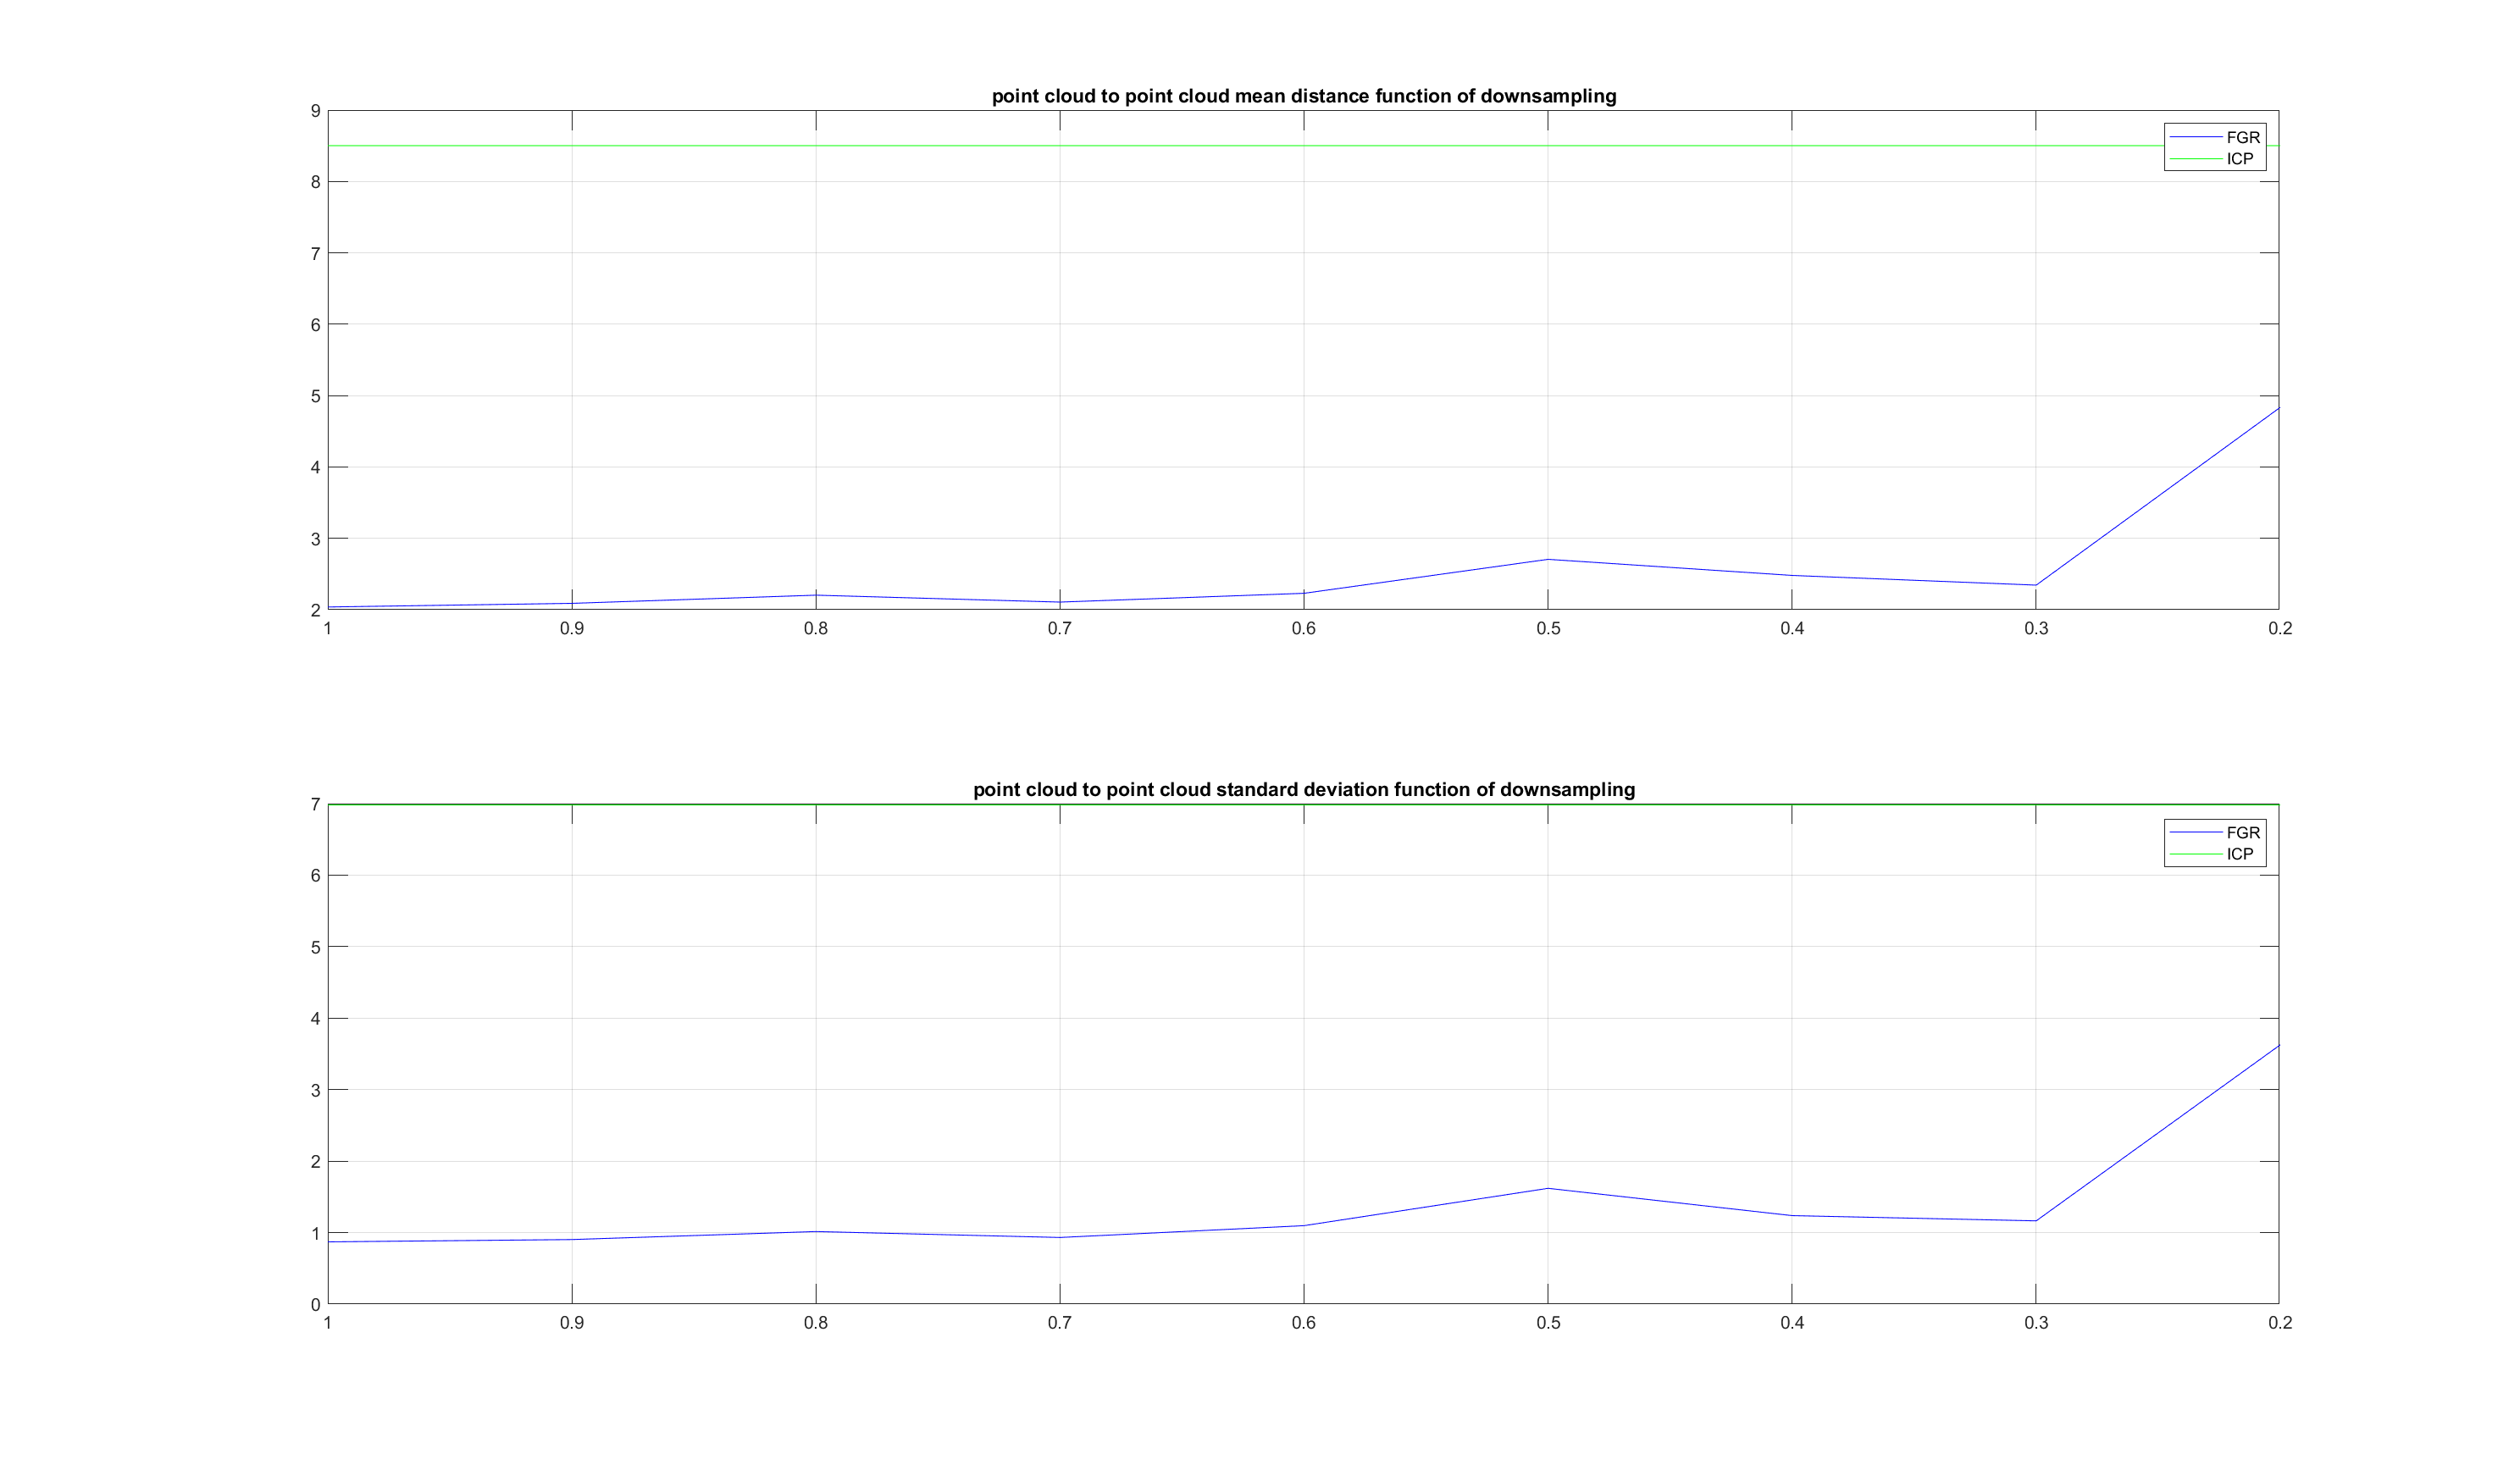 point cloud to point cloud mean distance function of downsampling
9
8
7
6
5
4
3
2
FGR
ICP
1 0.9 0.8 0.7 0.6 0.5 0.4 0.3 0.2
point cloud to point cloud standard deviation function of downsampling
7
6
5
4
3
2
1
0
FGR
ICP
1 0.9 0.8 0.7 0.6 0.5 0.4 0.3 0.2